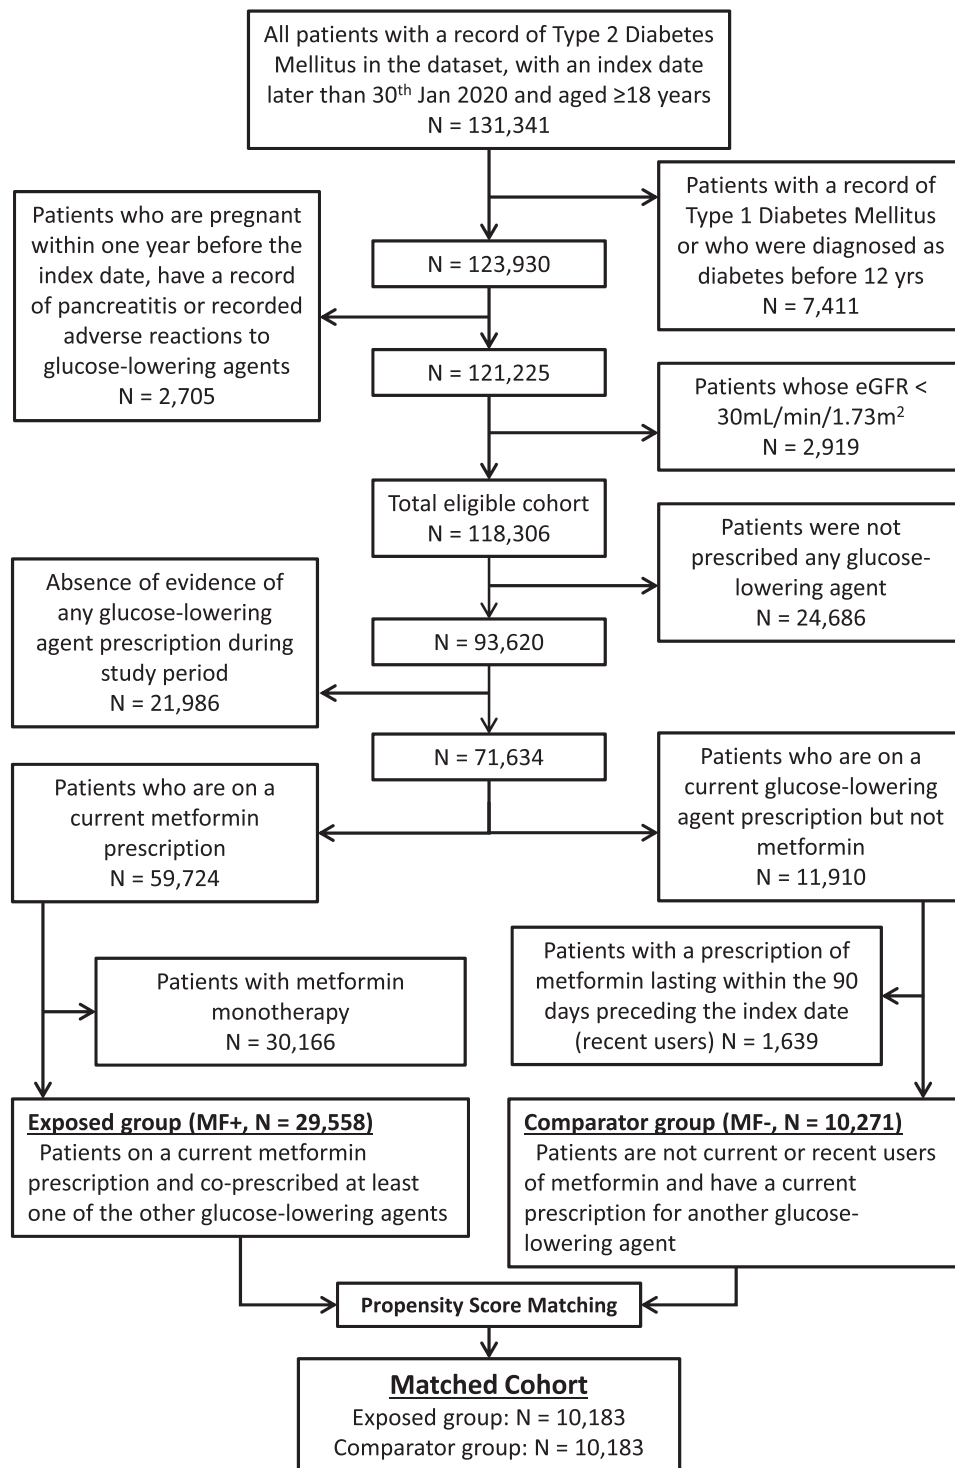 All patients with a record of Type 2 Diabetes
Mellitus in the dataset, with an index date
later than 30th Jan 2020 and aged ≥18 years
N = 131,341
Patients with a record of
Type 1 Diabetes Mellitus
or who were diagnosed as
diabetes before 12 yrs
N = 7,411
N = 123,930
Patients who are pregnant
within one year before the
index date, have a record
of pancreatitis or recorded
adverse reactions to
glucose-lowering agents
N = 2,705
N = 121,225
Patients whose eGFR <
30mL/min/1.73m²
N = 2,919
Total eligible cohort
N = 118,306
Patients were not
prescribed any glucose-
lowering agent
N = 24,686
N = 93,620
Absence of evidence of
any glucose-lowering
agent prescription during
study period
N = 21,986
N = 71,634
Patients who are on a
current metformin
prescription
N = 59,724
Patients who are on a
current glucose-lowering
agent prescription but not
metformin
N = 11,910
Patients with metformin
monotherapy
N = 30,166
Patients with a prescription of
metformin lasting within the 90
days preceding the index date
(recent users) N = 1,639
Exposed group (MF+, N = 29,558)
Patients on a current metformin
prescription and co-prescribed at least
one of the other glucose-lowering agents
Comparator group (MF-, N = 10,271)
Patients are not current or recent users
of metformin and have a current
prescription for another glucose-
lowering agent
Propensity Score Matching
Matched Cohort
Exposed group: N = 10,183
Comparator group: N = 10,183